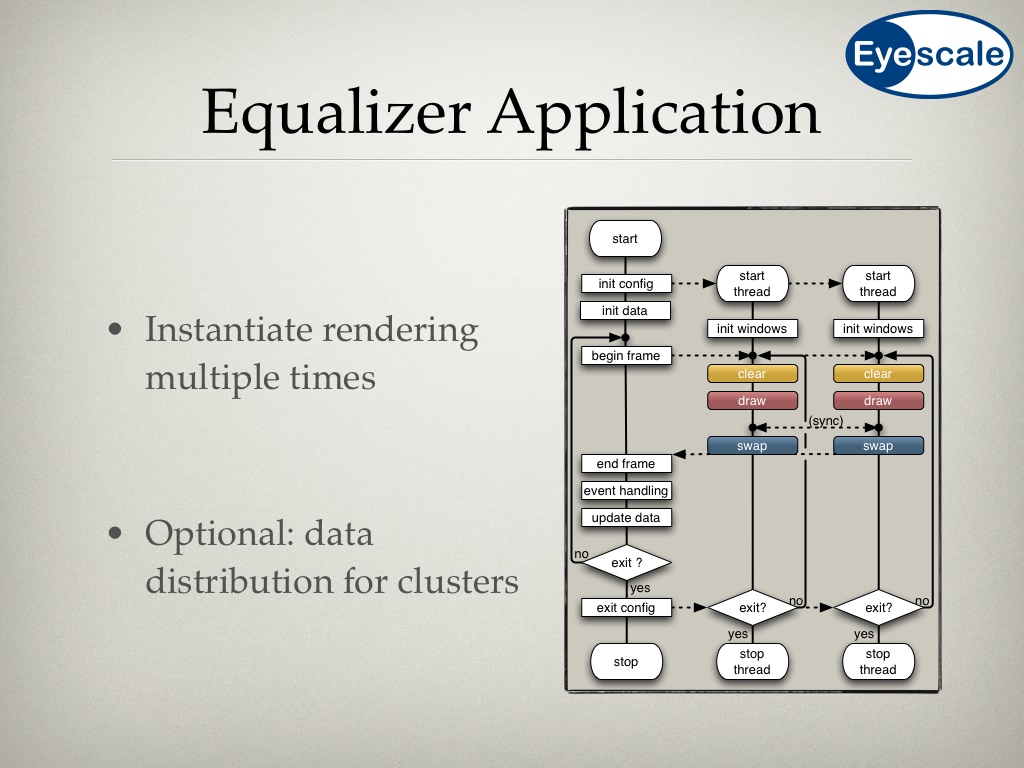 Eyescale
Equalizer Application
• Instantiate rendering
multiple times
• Optional: data
distribution for clusters
start
init config
init data
begin frame
end frame
event handling
update data
exit ?
no
yes
exit config
stop
start
thread
init windows
clear
draw
(sync)
swap
exit?
no
yes
stop
thread
start
thread
init windows
clear
draw
swap
exit?
no
yes
stop
thread